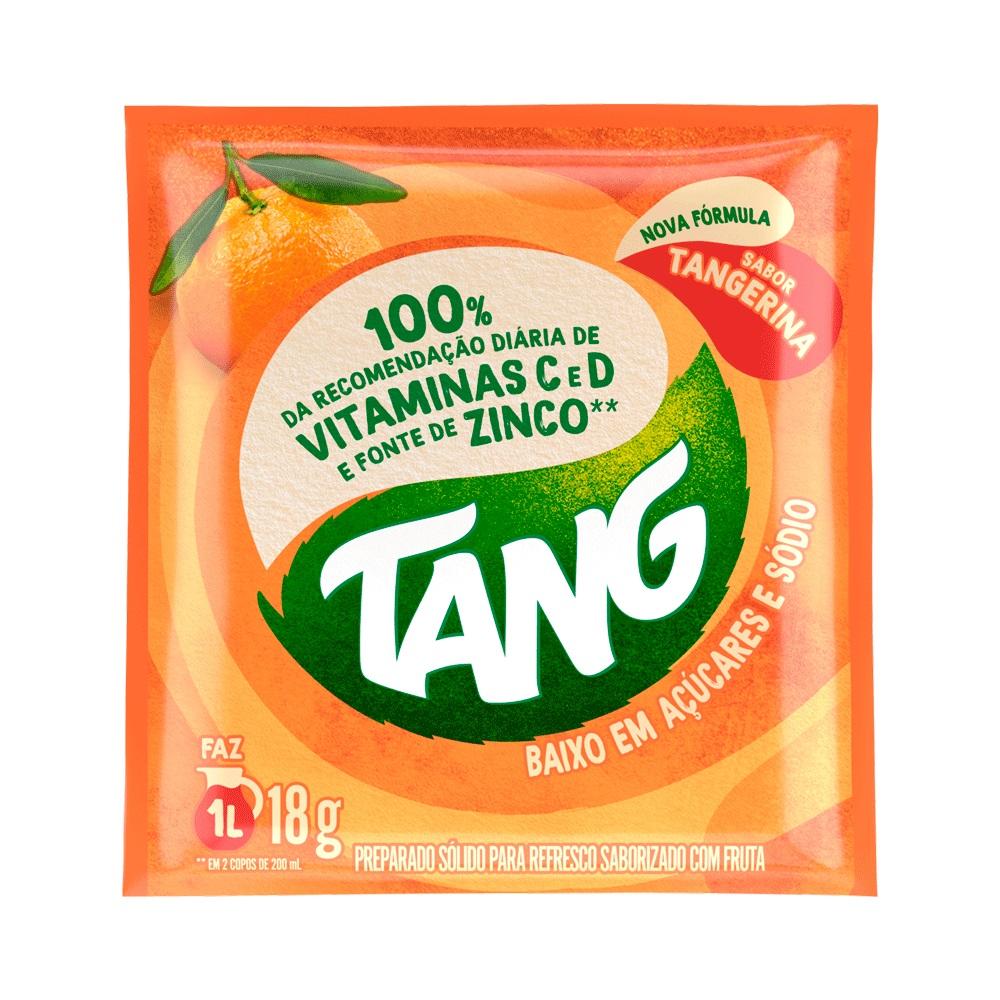 NOVA FÓRMULA
SABOR
TANGERINA
100%
DA RECOMENDAÇÃO DIÁRIA DE
VITAMINAS C E D
E FONTE DE ZINCO**
TANG
BAIXO EM AÇÚCARES E SÓDIO
FAZ
1L 18g
** EM 2 COPOS DE 200 mL
PREPARADO SÓLIDO PARA REFRESCO SABORIZADO COM FRUTA